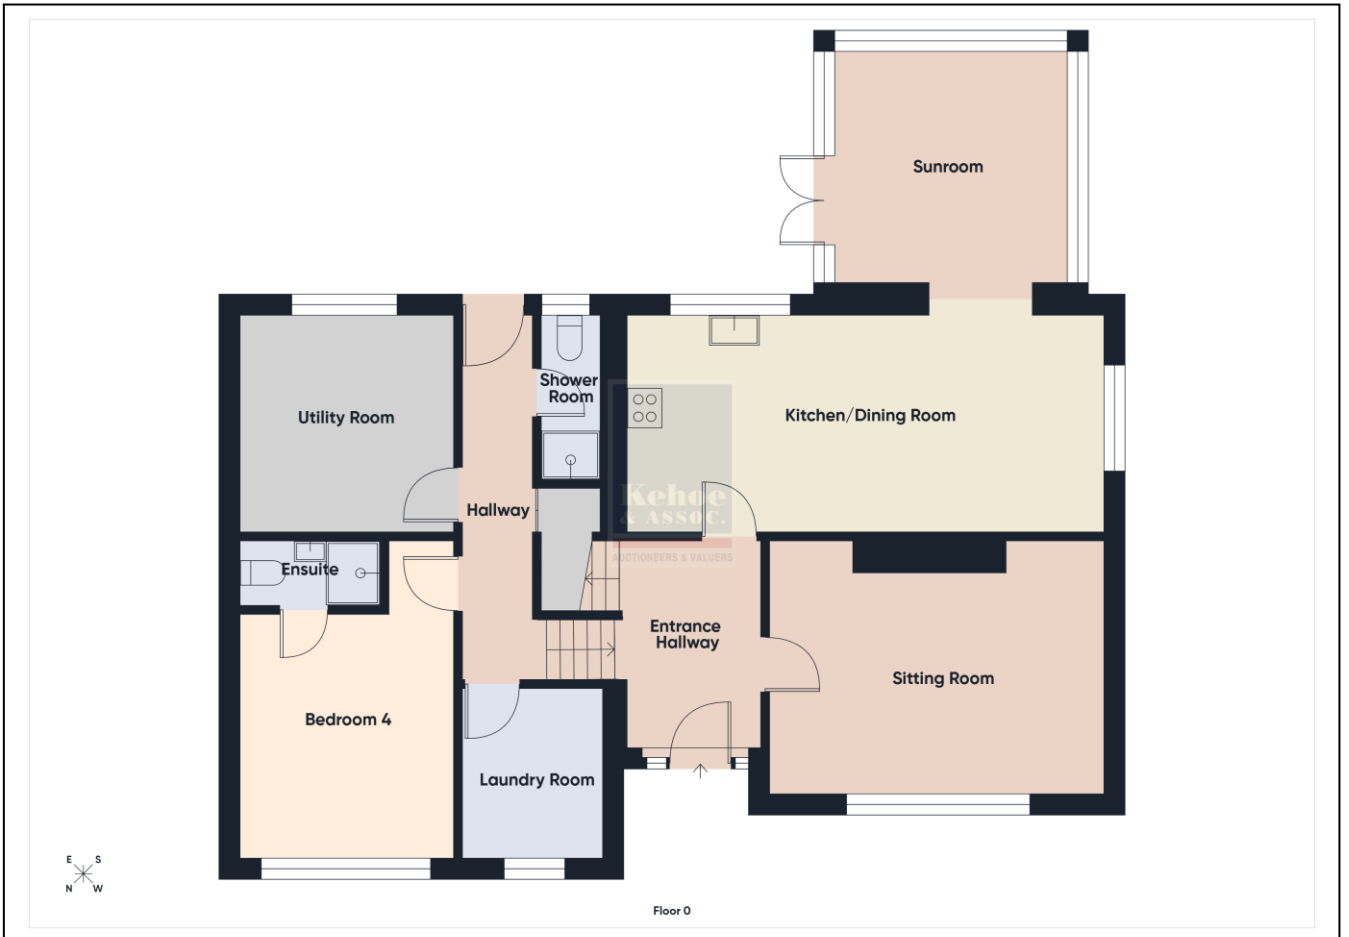 Sunroom
Shower
Room
Utility Room
Kitchen/Dining Room
Kehoe
& ASSOC.
AUCTIONEERS & VALUERS
Hallway
Ensuite
Entrance
Hallway
Sitting Room
Bedroom 4
Laundry Room
E S
N W
Floor 0